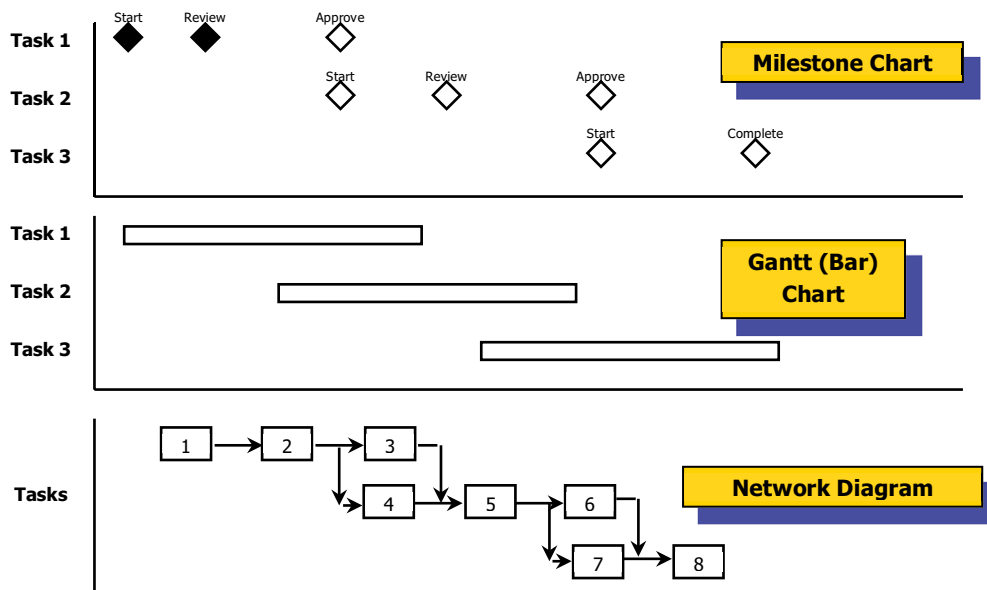 Start Review Approve
Task 1
Milestone Chart
Start Review Approve
Task 2
Start Complete
Task 3
Task 1
Gantt (Bar)
Chart
Task 2
Task 3
1 2 3
Tasks
Network Diagram
4 5 6
7 8